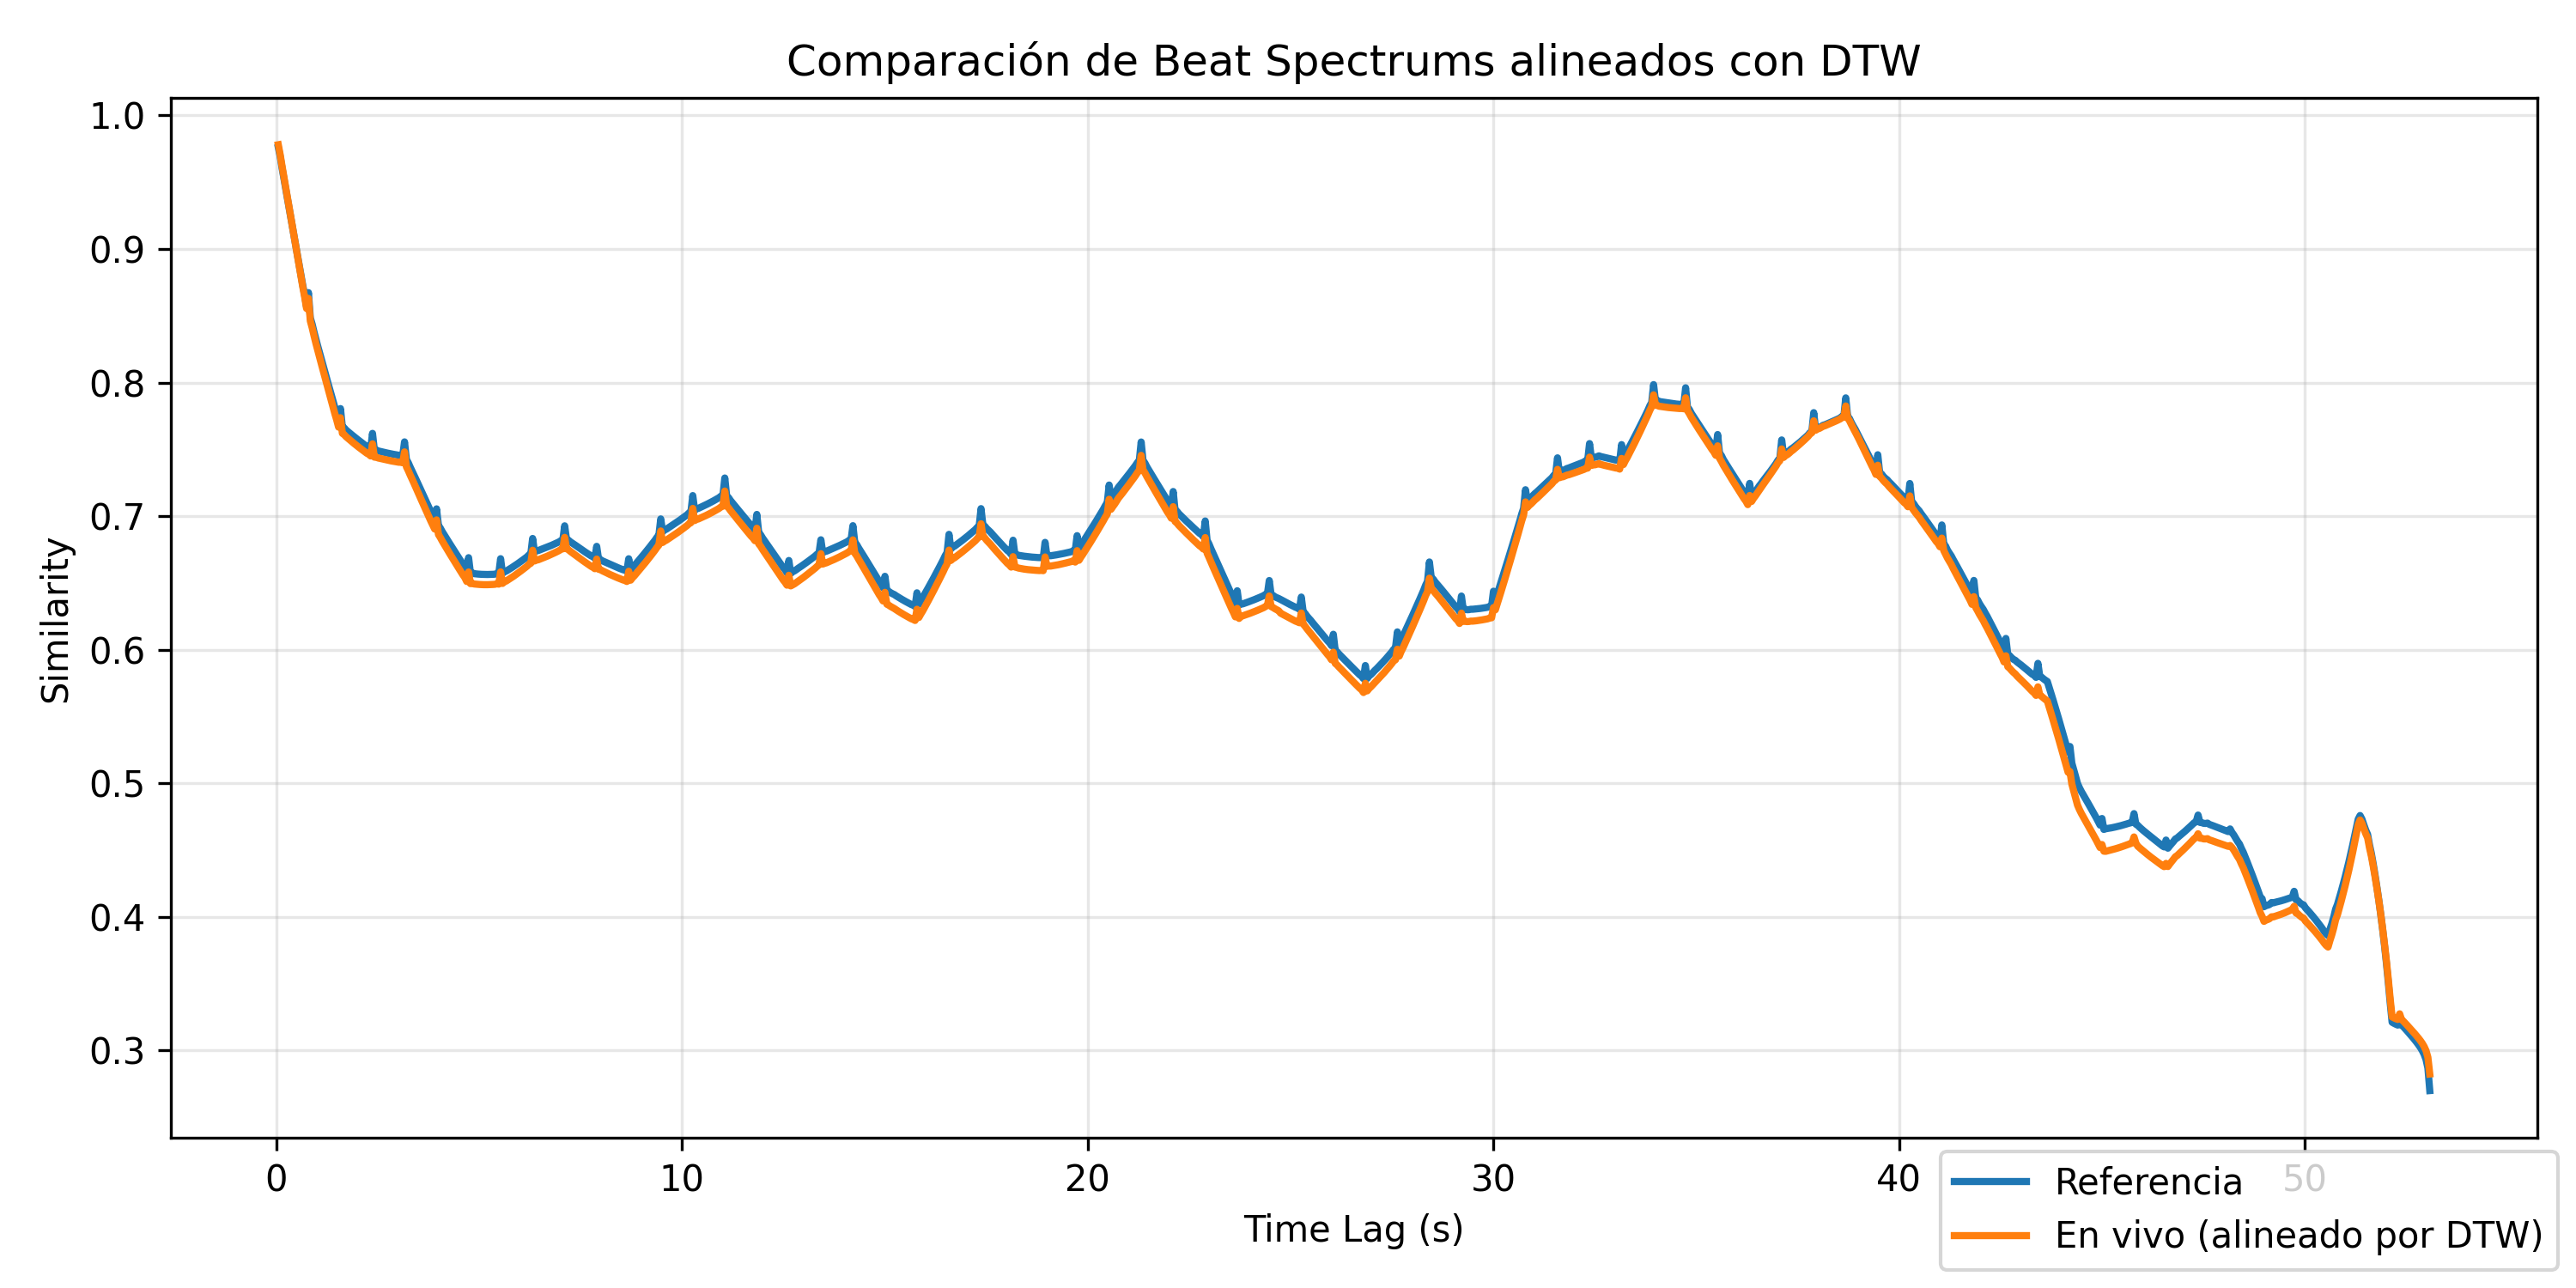 Comparación de Beat Spectrums alineados con DTW
1.0
0.9
0.8
0.7
0.6
0.5
0.4
0.3
Similarity
0 10 20 30 40 50
Time Lag (s)
Referencia
En vivo (alineado por DTW)